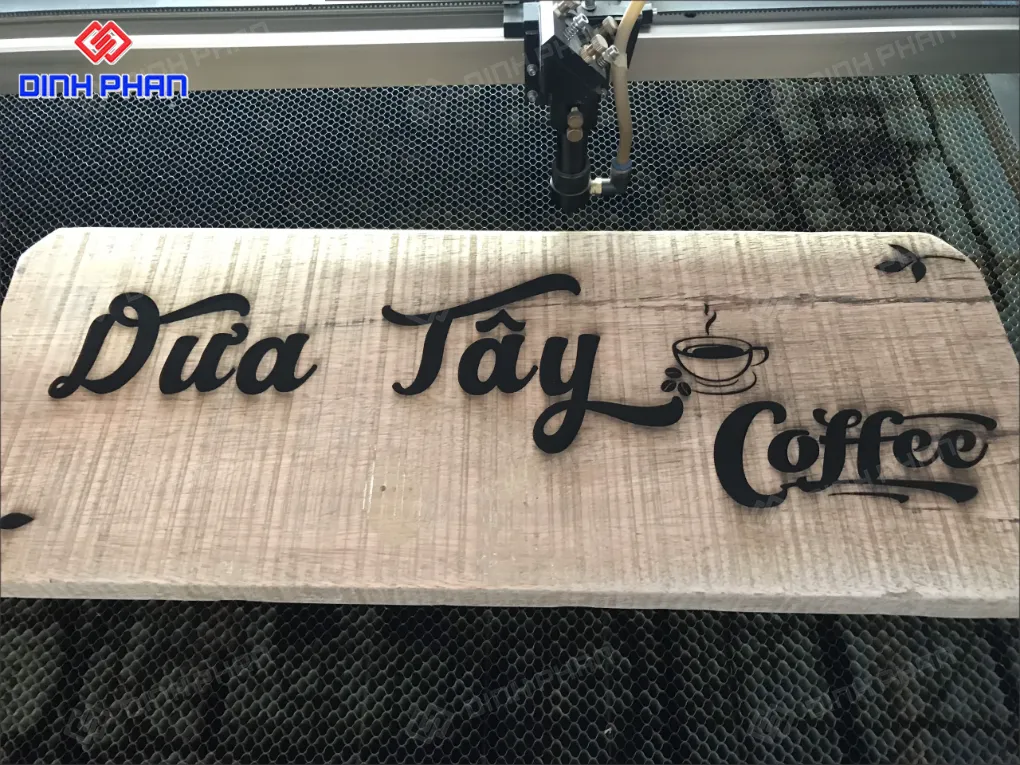 DINH PHAN
Dưa Tây
Coffee